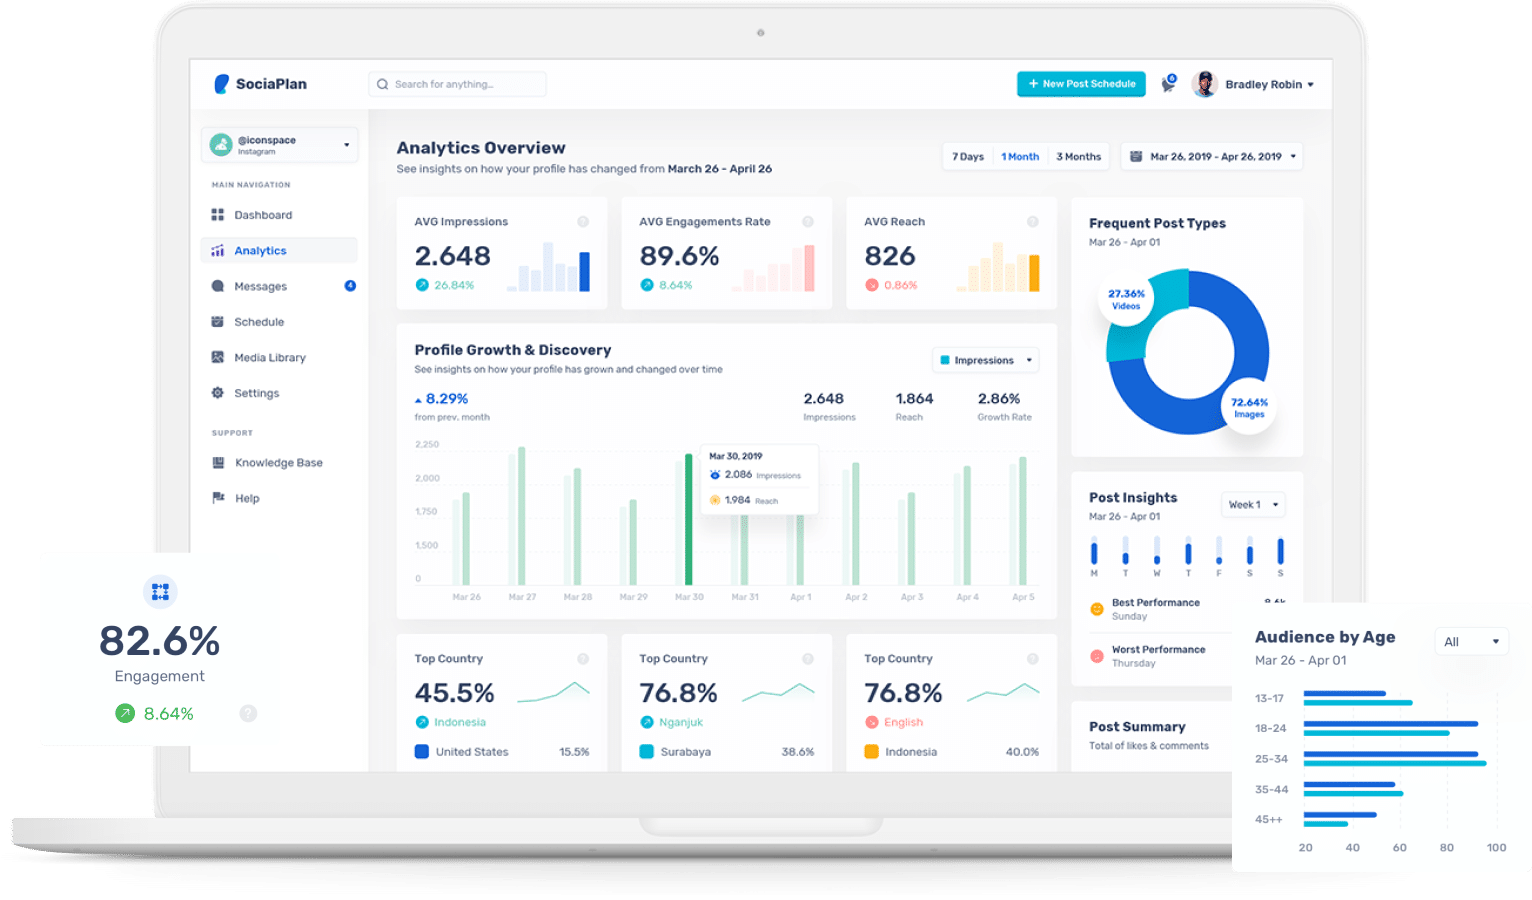 SociaPlan
Search for anything...
+ New Post Schedule
6
Bradley Robin
@iconspace
Instagram
MAIN NAVIGATION
Dashboard
Analytics
Messages
4
Schedule
Media Library
Settings
SUPPORT
Knowledge Base
Help
Analytics Overview
See insights on how your profile has changed from March 26 - April 26
7 Days
1 Month
3 Months
Mar 26, 2019 - Apr 26, 2019
AVG Impressions
?
2.648
26.84%
AVG Engagements Rate
?
89.6%
8.64%
AVG Reach
?
826
0.86%
Frequent Post Types
Mar 26 - Apr 01
27.36%
Videos
72.64%
Images
Profile Growth & Discovery
See insights on how your profile has grown and changed over time
Impressions
8.29%
from prev. month
2.648
Impressions
1.864
Reach
2.86%
Growth Rate
2,250
2,000
1,750
1,500
0
Mar 30, 2019
2.086 Impressions
1.984 Reach
Mar 26
Mar 27
Mar 28
Mar 29
Mar 30
Mar 31
Apr 1
Apr 2
Apr 3
Apr 4
Apr 5
Post Insights
Mar 26 - Apr 01
Week 1
M T W T F S S
Best Performance
Sunday
Worst Performance
Thursday
Post Summary
Total of likes & comments
Top Country
?
45.5%
Indonesia
United States 15.5%
Top Country
?
76.8%
Nganjuk
Surabaya 38.6%
Top Country
?
76.8%
English
Indonesia 40.0%
82.6%
Engagement
8.64%
?
Audience by Age
Mar 26 - Apr 01
All
13-17
18-24
25-34
35-44
45++
20 40 60 80 100